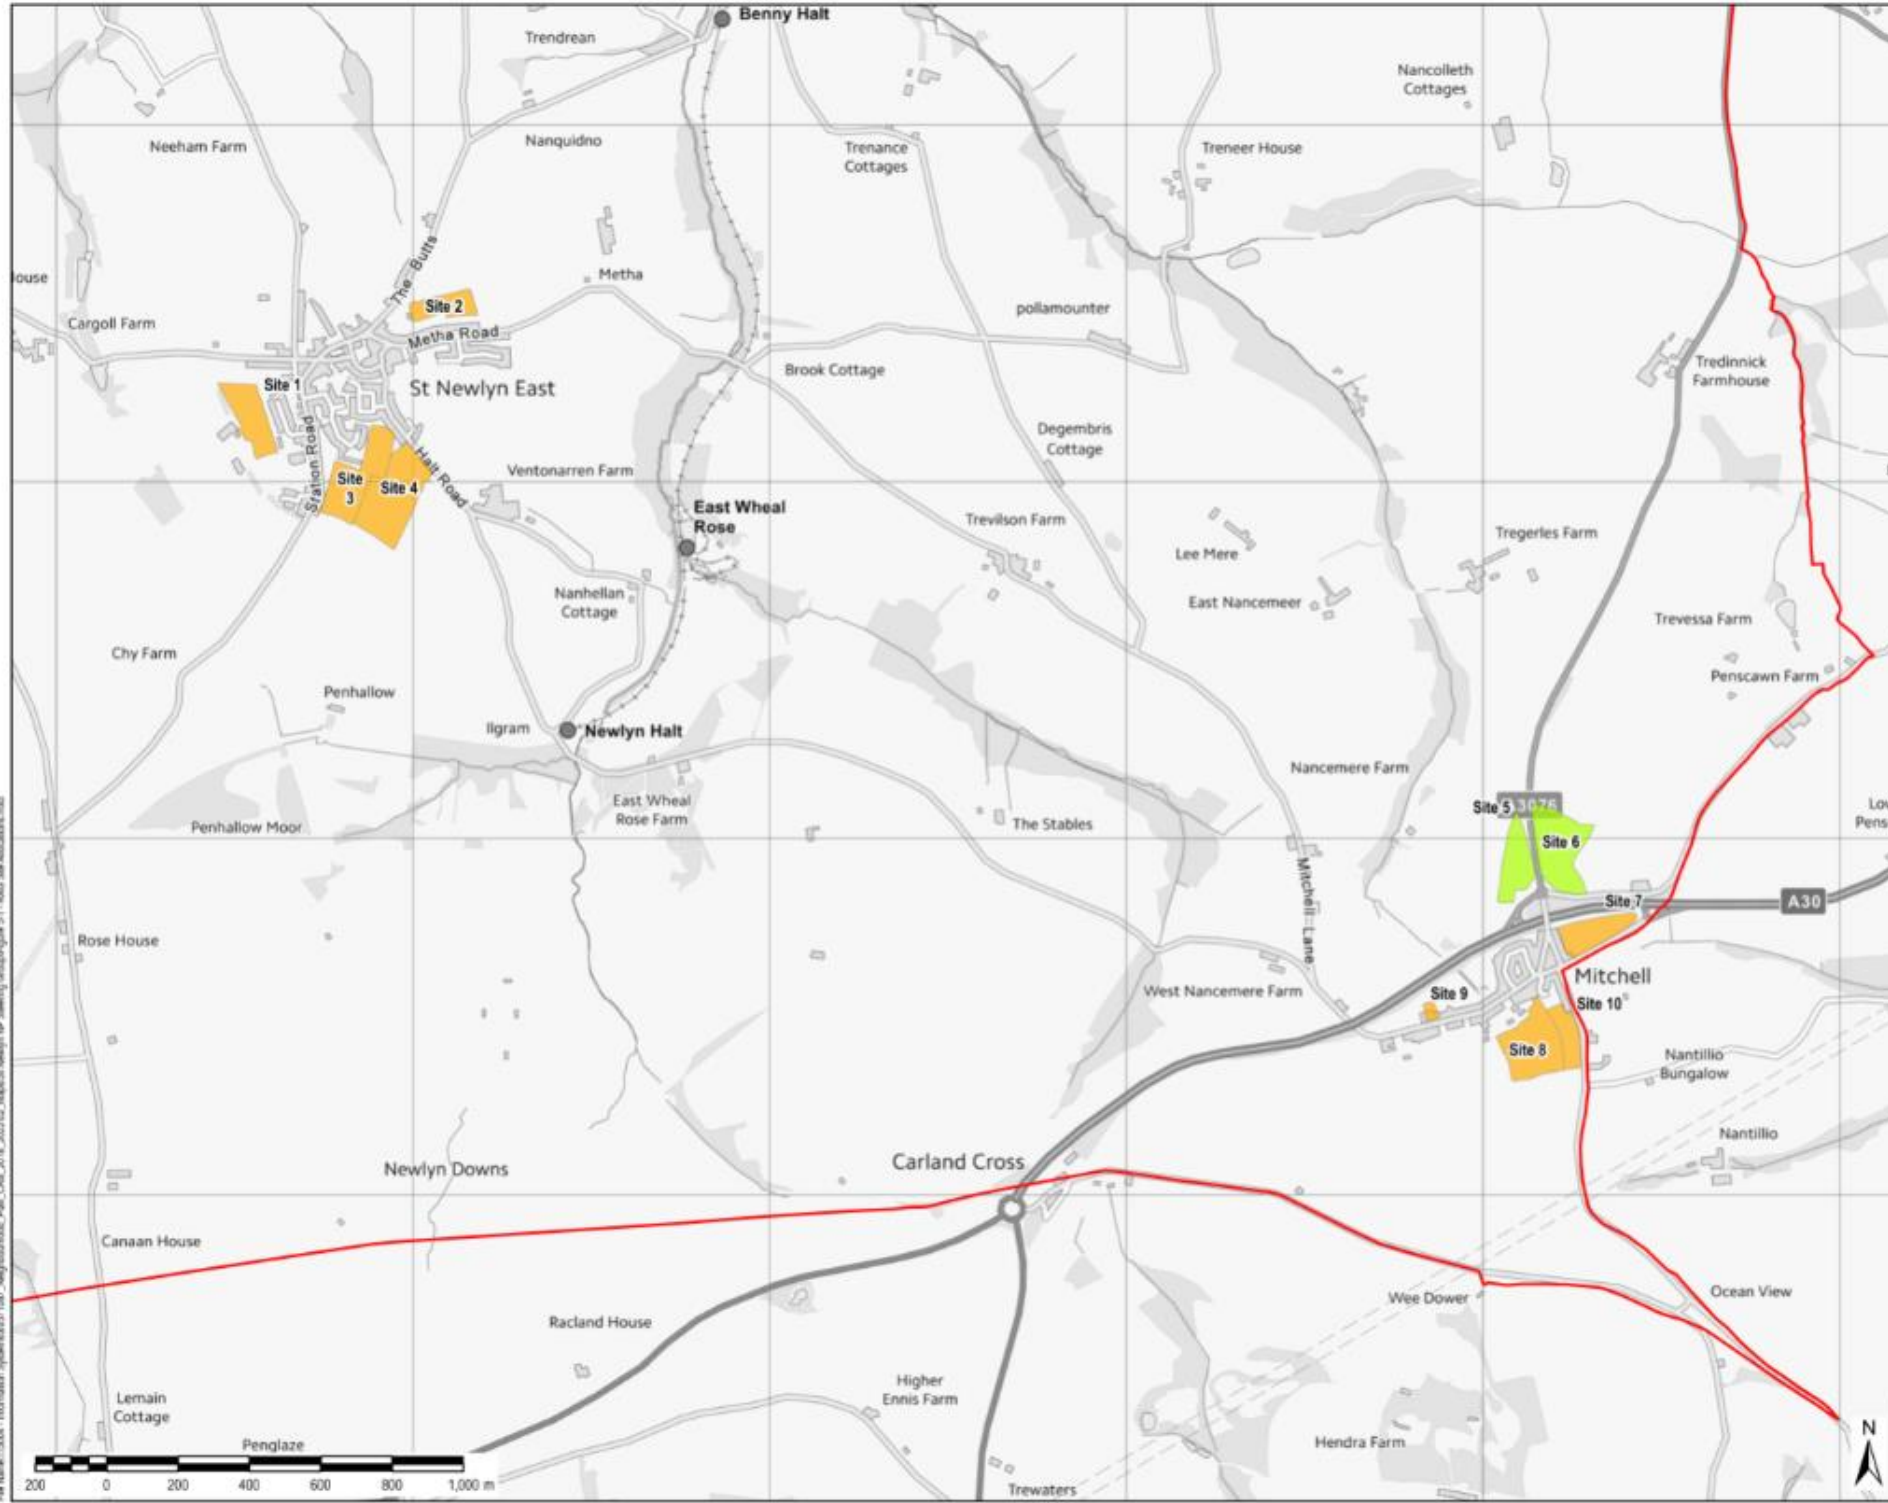 Benny Halt
Trendrean
Nancolleth
Cottages
Neeham Farm
Nanquidno
Trenance
Cottages
Treneer House
The Butts
Metha
Site 2
Cargoll Farm
Metha Road
pollamounter
Brook Cottage
Tredinnick
Farmhouse
Site 1
St Newlyn East
Station Road
Halt Road
Degembris
Cottage
Site
3
Site 4
Ventonarren Farm
East Wheal
Rose
Trevilson Farm
Lee Mere
Tregerles Farm
Nanhellan
Cottage
East Nancemeer
Trevessa Farm
Chy Farm
Penscawn Farm
Penhallow
Ilgram
Newlyn Halt
Nancemere Farm
East Wheal
Rose Farm
Penhallow Moor
The Stables
Site 5
3076
Site 6
Mitchell Lane
Site 7
A30
Rose House
Mitchell
West Nancemere Farm
Site 9
Site 10
Site 8
Nantillio
Bungalow
Nantillio
Carland Cross
Newlyn Downs
Canaan House
Wee Dower
Ocean View
Racland House
Higher
Ennis Farm
Lemain
Cottage
Hendra Farm
N
Penglaze
200 0 200 400 600 800 1,000 m
Trewaters